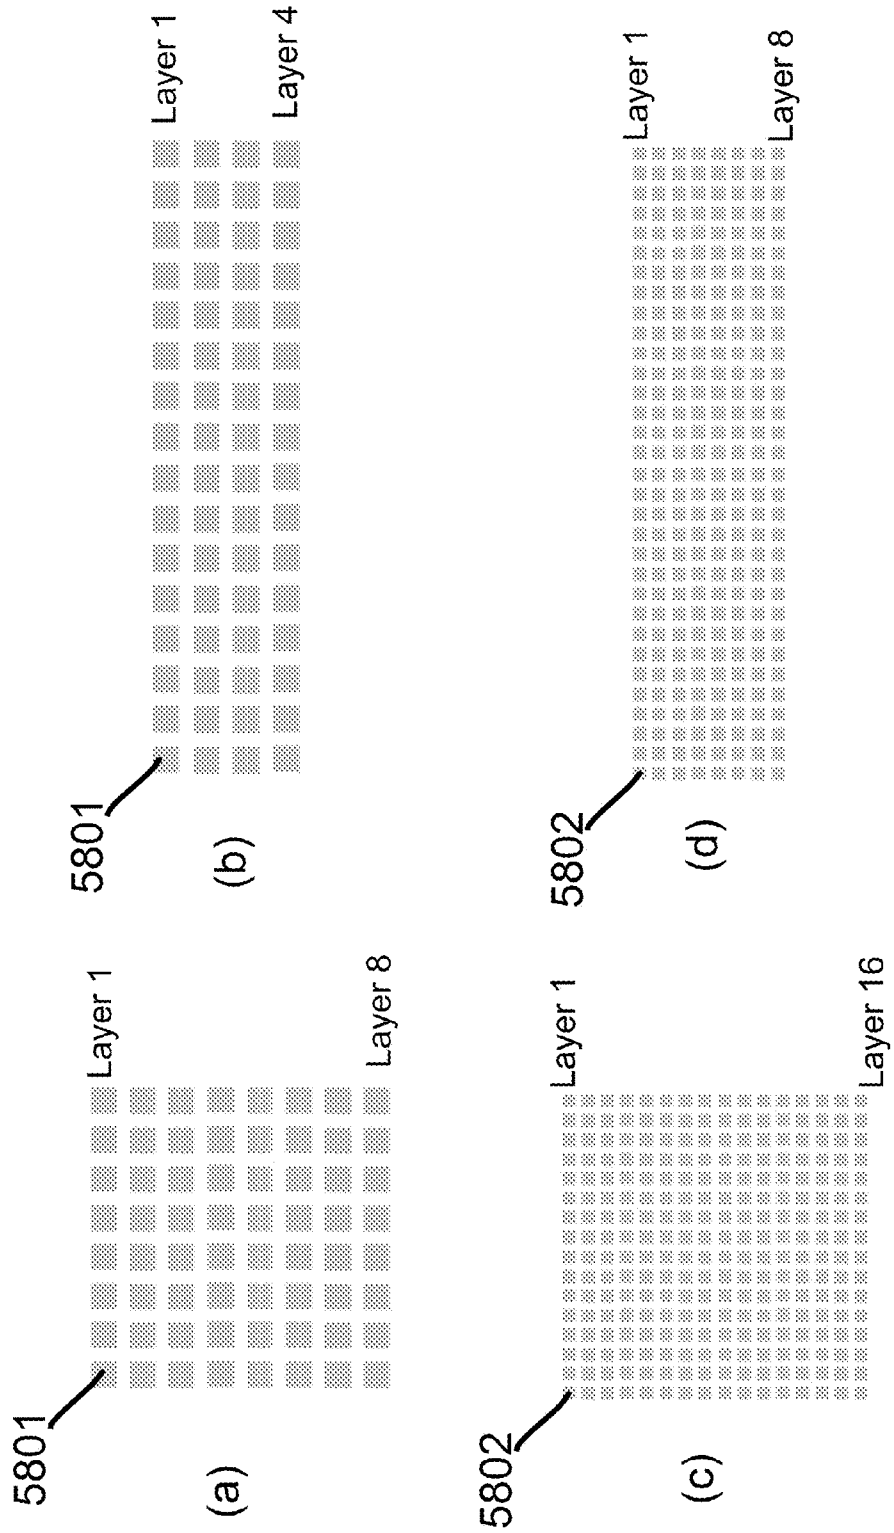 5801
Layer 1
Layer 8
(a)
5801
Layer 1
Layer 4
(b)
5802
Layer 1
Layer 16
(c)
5802
Layer 1
Layer 8
(d)